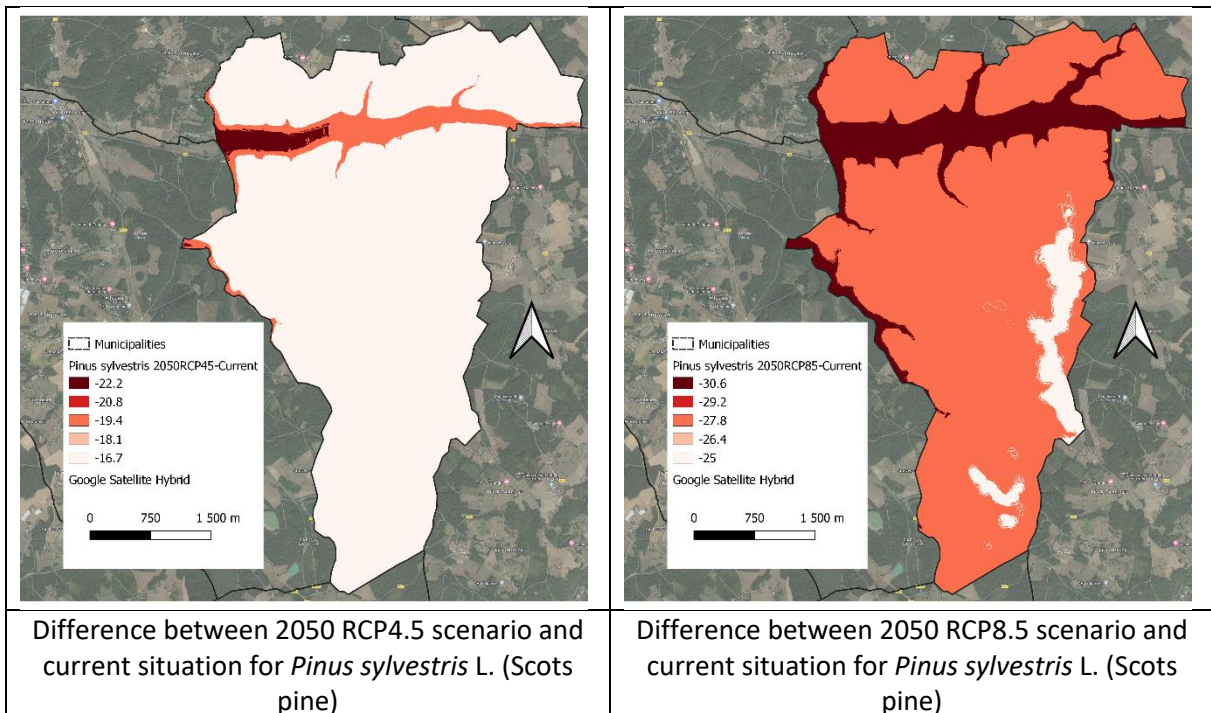 Municipalities
Pinus sylvestris 2050RCP45-Current
-22.2
-20.8
-19.4
-18.1
-16.7
Google Satellite Hybrid
0 750 1 500 m
Municipalities
Pinus sylvestris 2050RCP85-Current
-30.6
-29.2
-27.8
-26.4
-25
Google Satellite Hybrid
0 750 1 500 m
Difference between 2050 RCP4.5 scenario and
current situation for Pinus sylvestris L. (Scots
pine)
Difference between 2050 RCP8.5 scenario and
current situation for Pinus sylvestris L. (Scots
pine)